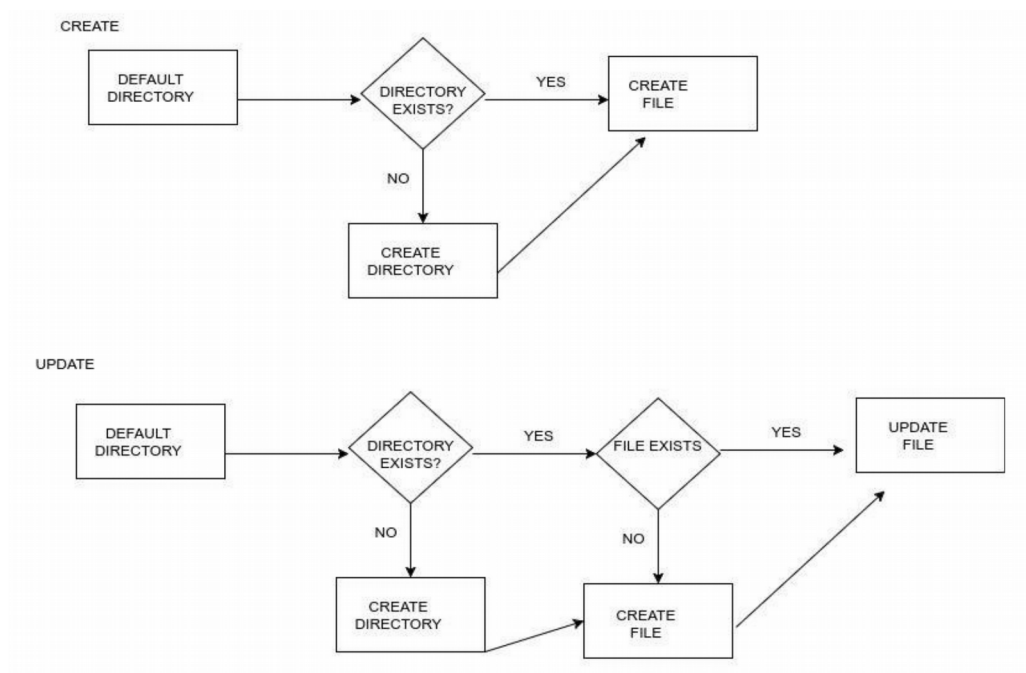 CREATE
DEFAULT
DIRECTORY
DIRECTORY
EXISTS?
YES
CREATE
FILE
NO
CREATE
DIRECTORY
UPDATE
DEFAULT
DIRECTORY
DIRECTORY
EXISTS?
YES
FILE EXISTS
YES
UPDATE
FILE
NO
CREATE
DIRECTORY
NO
CREATE
FILE